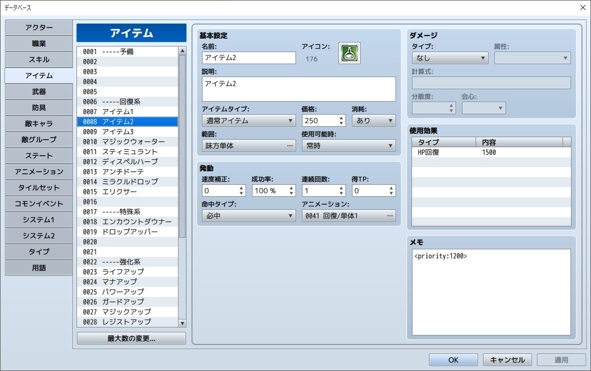 データベース
アクター
職業
スキル
アイテム
武器
防具
敵キャラ
敵グループ
ステート
アニメーション
タイルセット
コモンイベント
システム1
システム2
タイプ
用語
アイテム
0001 -----予備
0002
0003
0004
0005
0006 -----回復系
0007 アイテム1
0008 アイテム2
0009 アイテム3
0010 マジックウォーター
0011 スティミュラント
0012 ディスペルハーブ
0013 アンチドーテ
0014 ミラクルドロップ
0015 エリクサー
0016
0017 -----特殊系
0018 エンカウントダウナー
0019 ドロップアッパー
0020
0021
0022 -----強化系
0023 ライフアップ
0024 マナアップ
0025 パワーアップ
0026 ガードアップ
0027 マジックアップ
0028 レジストアップ
最大数の変更...
基本設定
名前: アイコン:
アイテム2 176
説明:
アイテム2
アイテムタイプ: 価格: 消耗:
通常アイテム 250 あり
範囲: 使用可能時:
味方単体 ... 常時
発動
速度補正: 成功率: 連続回数: 得TP:
0 100 % 1 0
命中タイプ: アニメーション:
必中 0041 回復/単体1 ...
ダメージ
タイプ: 属性:
なし
計算式:
分散度: 会心:
使用効果
タイプ 内容
HP回復 1500
メモ
<priority:1200>
OK キャンセル 適用